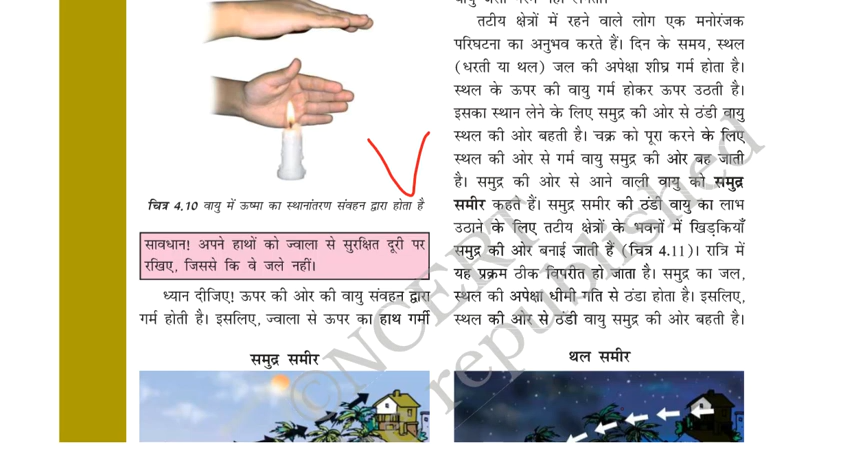 चित्र 4.10 वायु में ऊष्मा का स्थानांतरण संवहन द्वारा होता है
सावधान! अपने हाथों को ज्वाला से सुरक्षित दूरी पर
रखिए, जिससे कि वे जले नहीं।
ध्यान दीजिए! ऊपर की ओर की वायु संवहन द्वारा
गर्म होती है। इसलिए, ज्वाला से ऊपर का हाथ गर्मी
समुद्र समीर
तटीय क्षेत्रों में रहने वाले लोग एक मनोरंजक
परिघटना का अनुभव करते हैं। दिन के समय, स्थल
(धरती या थल) जल की अपेक्षा शीघ्र गर्म होता है।
स्थल के ऊपर की वायु गर्म होकर ऊपर उठती है।
इसका स्थान लेने के लिए समुद्र की ओर से ठंडी वायु
स्थल की ओर बहती है। चक्र को पूरा करने के लिए
स्थल की ओर से गर्म वायु समुद्र की ओर बह जाती
है। समुद्र की ओर से आने वाली वायु को समुद्र
समीर कहते हैं। समुद्र समीर की ठंडी वायु का लाभ
उठाने के लिए तटीय क्षेत्रों के भवनों में खिड़कियाँ
समुद्र की ओर बनाई जाती हैं (चित्र 4.11)। रात्रि में
यह प्रक्रम ठीक विपरीत हो जाता है। समुद्र का जल,
स्थल की अपेक्षा धीमी गति से ठंडा होता है। इसलिए,
स्थल की ओर से ठंडी वायु समुद्र की ओर बहती है।
थल समीर
©NCERT
republished